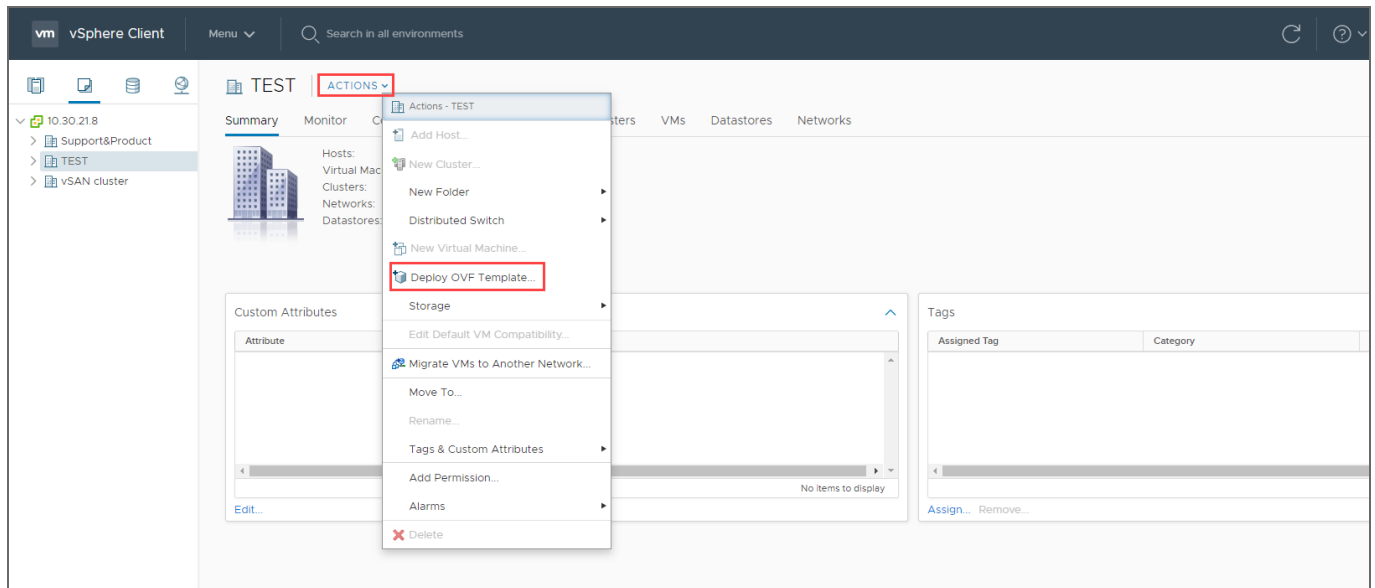 vm vSphere Client Menu Search in all environments
TEST ACTIONS
Actions - TEST
10.30.21.8
Summary Monitor C sters VMs Datastores Networks
Add Host...
Support&Product
Hosts:
TEST
New Cluster...
Virtual Mac
vSAN cluster
Clusters:
New Folder
Networks:
Datastores:
Distributed Switch
New Virtual Machine...
Deploy OVF Template...
Storage
Custom Attributes
Tags
Edit Default VM Compatibility...
Attribute
Assigned Tag Category
Migrate VMs to Another Network...
Move To...
Rename...
Tags & Custom Attributes
Add Permission...
No items to display
Alarms
Edit...
Assign... Remove...
Delete